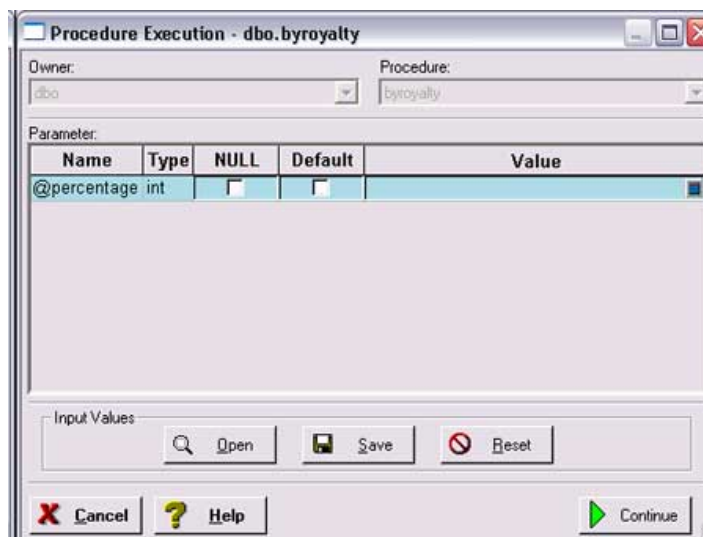 Procedure Execution - dbo.byroyalty
Owner:
Procedure:
dbo
byroyalty
Parameter:
Name Type NULL Default Value
@percentage int
Input Values
Open Save Reset
Cancel Help Continue